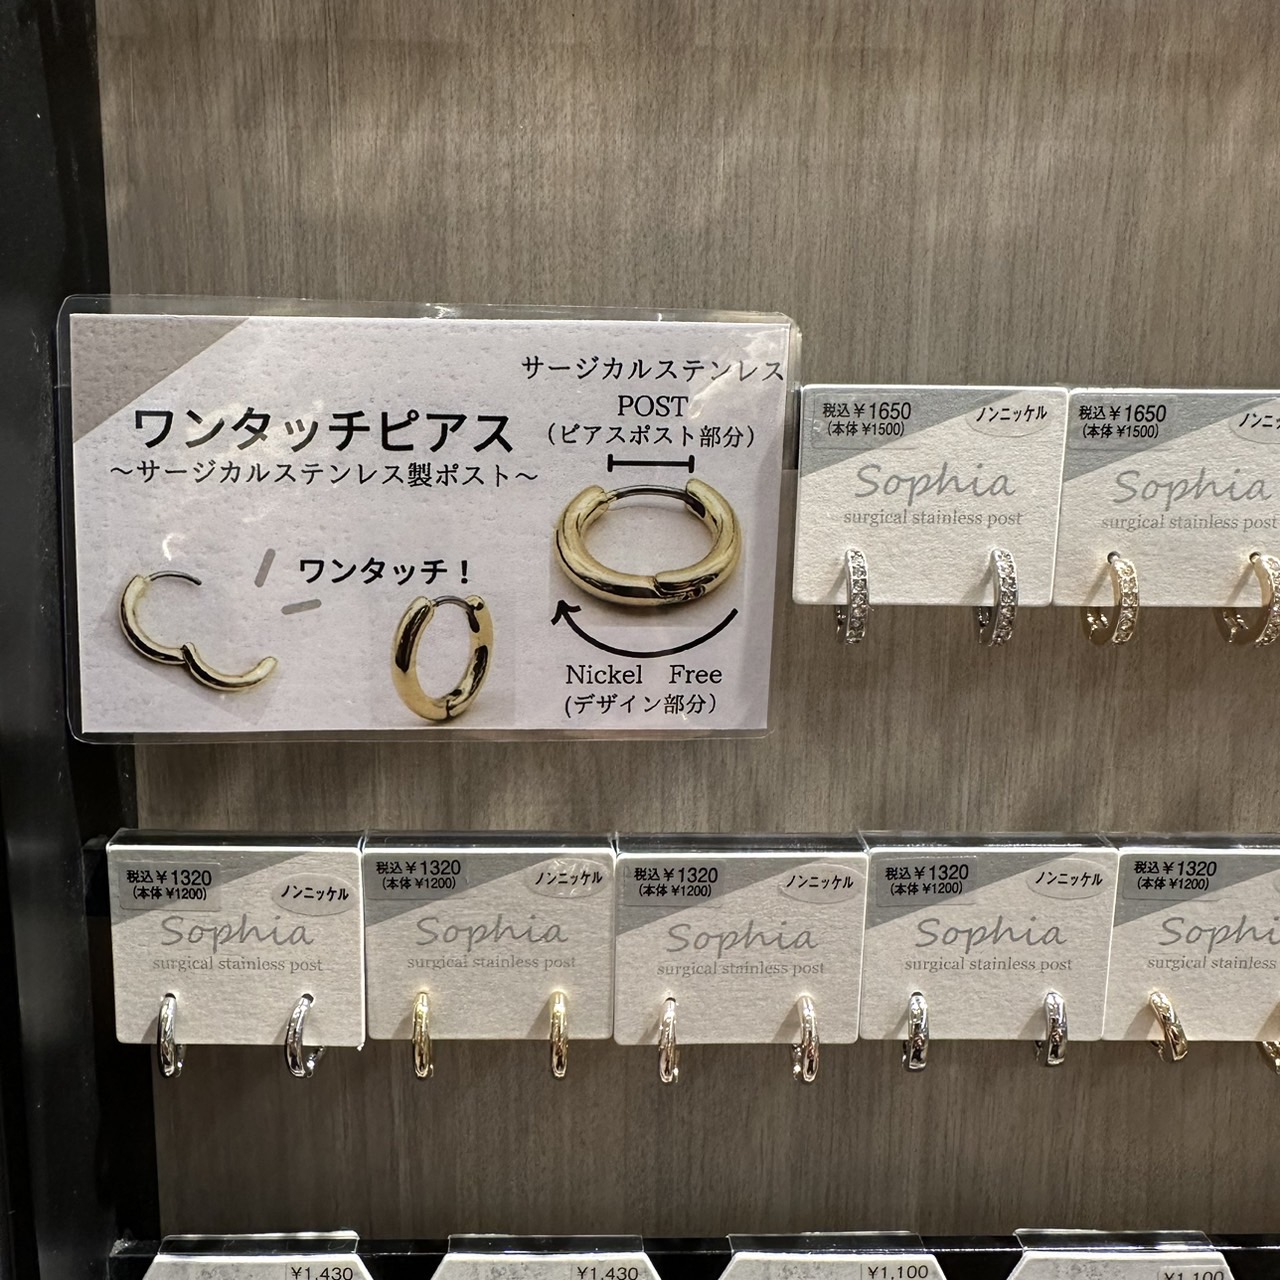 サージカルステンレス
POST
(ピアスポスト部分)
ワンタッチピアス
～サージカルステンレス製ポスト～
ワンタッチ！
Nickel Free
(デザイン部分)
税込¥1650
(本体¥1500)
ノンニッケル
Sophia
surgical stainless post
税込¥1650
(本体¥1500)
Sophia
surgical stainless post
税込¥1320
(本体¥1200)
ノンニッケル
Sophia
surgical stainless post
税込¥1320
(本体¥1200)
ノンニッケル
Sophia
surgical stainless post
税込¥1320
(本体¥1200)
ノンニッケル
Sophia
surgical stainless post
税込¥1320
(本体¥1200)
ノンニッケル
Sophia
surgical stainless post
税込¥1320
(本体¥1200)
surgical stainless
¥1,430
¥1,430
¥1,100
¥1,100